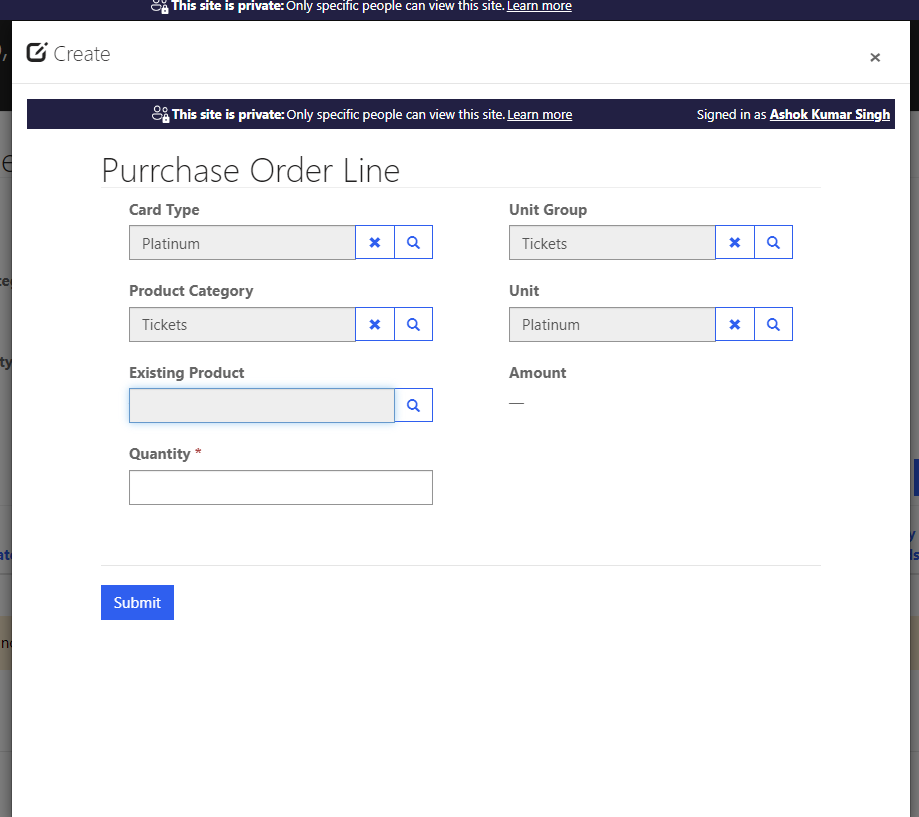 This site is private: Only specific people can view this site. Learn more
Create
×
This site is private: Only specific people can view this site. Learn more
Signed in as Ashok Kumar Singh
Purrchase Order Line
Card Type
Unit Group
Platinum
Tickets
Product Category
Unit
Tickets
Platinum
Existing Product
Amount
—
Quantity *
Submit